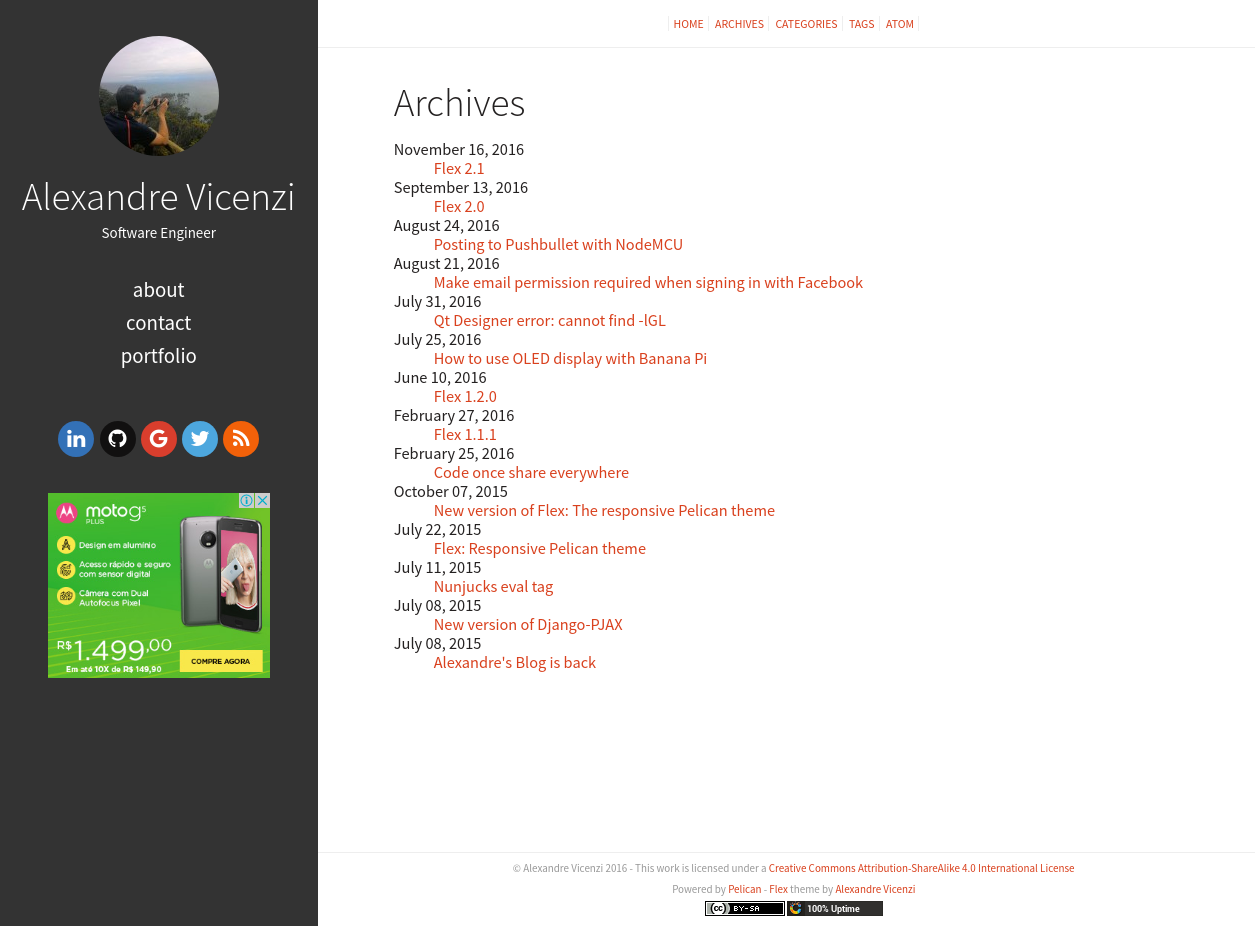 Alexandre Vicenzi
Software Engineer
about
contact
portfolio
moto g5
PLUS
Design em alumínio
Acesso rápido e seguro
com sensor digital
Câmera com Dual
Autofocus Pixel
R$1.499,00
Em até 10X de R$ 149,90
COMPRE AGORA
HOME ARCHIVES CATEGORIES TAGS ATOM
Archives
November 16, 2016
Flex 2.1
September 13, 2016
Flex 2.0
August 24, 2016
Posting to Pushbullet with NodeMCU
August 21, 2016
Make email permission required when signing in with Facebook
July 31, 2016
Qt Designer error: cannot find -lGL
July 25, 2016
How to use OLED display with Banana Pi
June 10, 2016
Flex 1.2.0
February 27, 2016
Flex 1.1.1
February 25, 2016
Code once share everywhere
October 07, 2015
New version of Flex: The responsive Pelican theme
July 22, 2015
Flex: Responsive Pelican theme
July 11, 2015
Nunjucks eval tag
July 08, 2015
New version of Django-PJAX
July 08, 2015
Alexandre's Blog is back
© Alexandre Vicenzi 2016 - This work is licensed under a Creative Commons Attribution-ShareAlike 4.0 International License
Powered by Pelican - Flex theme by Alexandre Vicenzi
cc BY-SA 100% Uptime